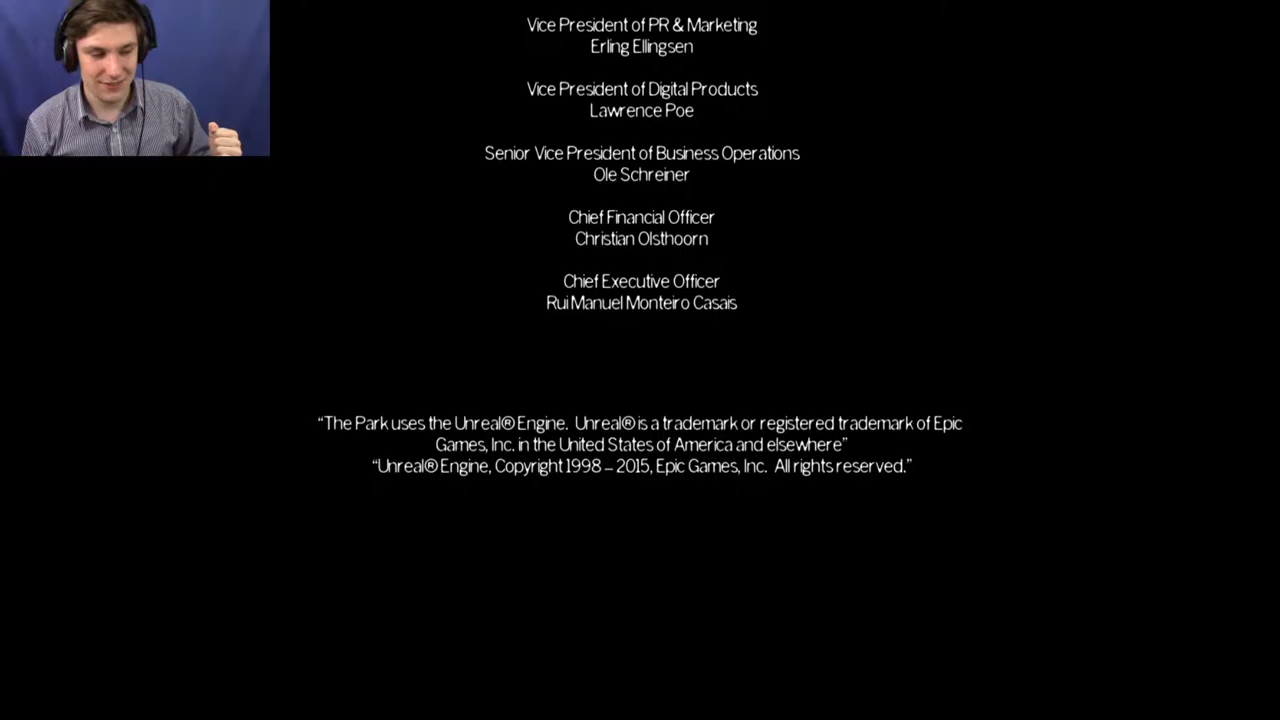 Vice President of PR & Marketing
Erling Ellingsen
Vice President of Digital Products
Lawrence Poe
Senior Vice President of Business Operations
Ole Schreiner
Chief Financial Officer
Christian Olsthoorn
Chief Executive Officer
Rui Manuel Monteiro Casais
“The Park uses the Unreal® Engine.  Unreal® is a trademark or registered trademark of Epic
Games, Inc. in the United States of America and elsewhere”
“Unreal® Engine, Copyright 1998 – 2015, Epic Games, Inc.  All rights reserved.”